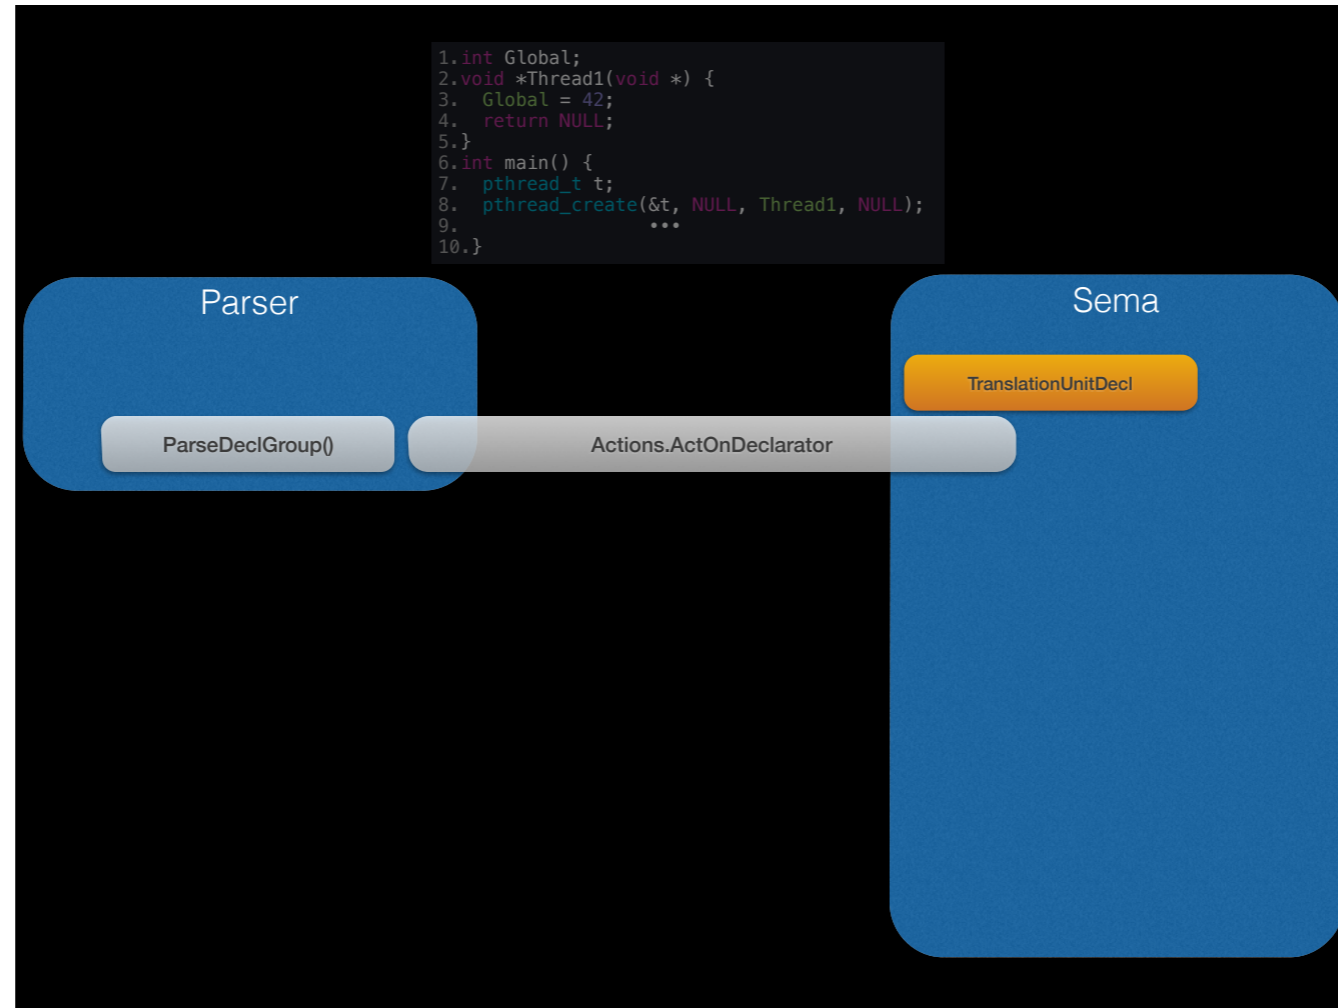 1.int Global;
2.void *Thread1(void *) {
3.  Global = 42;
4.  return NULL;
5.}
6.int main() {
7.  pthread_t t;
8.  pthread_create(&t, NULL, Thread1, NULL);
9.                 •••
10.}
Parser
Sema
TranslationUnitDecl
ParseDeclGroup()
Actions.ActOnDeclarator